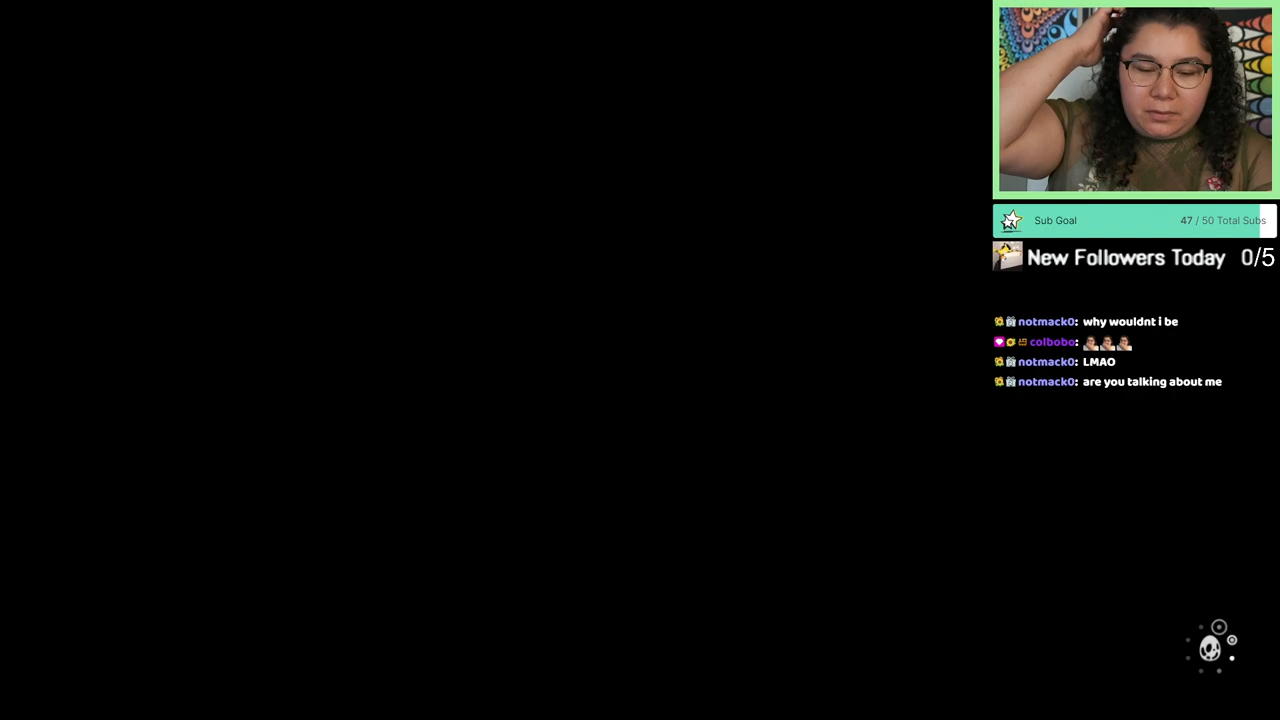 Sub Goal 47 / 50 Total Subs
New Followers Today 0/5
notmack0: why wouldnt i be
colbobo:
notmack0: LMAO
notmack0: are you talking about me